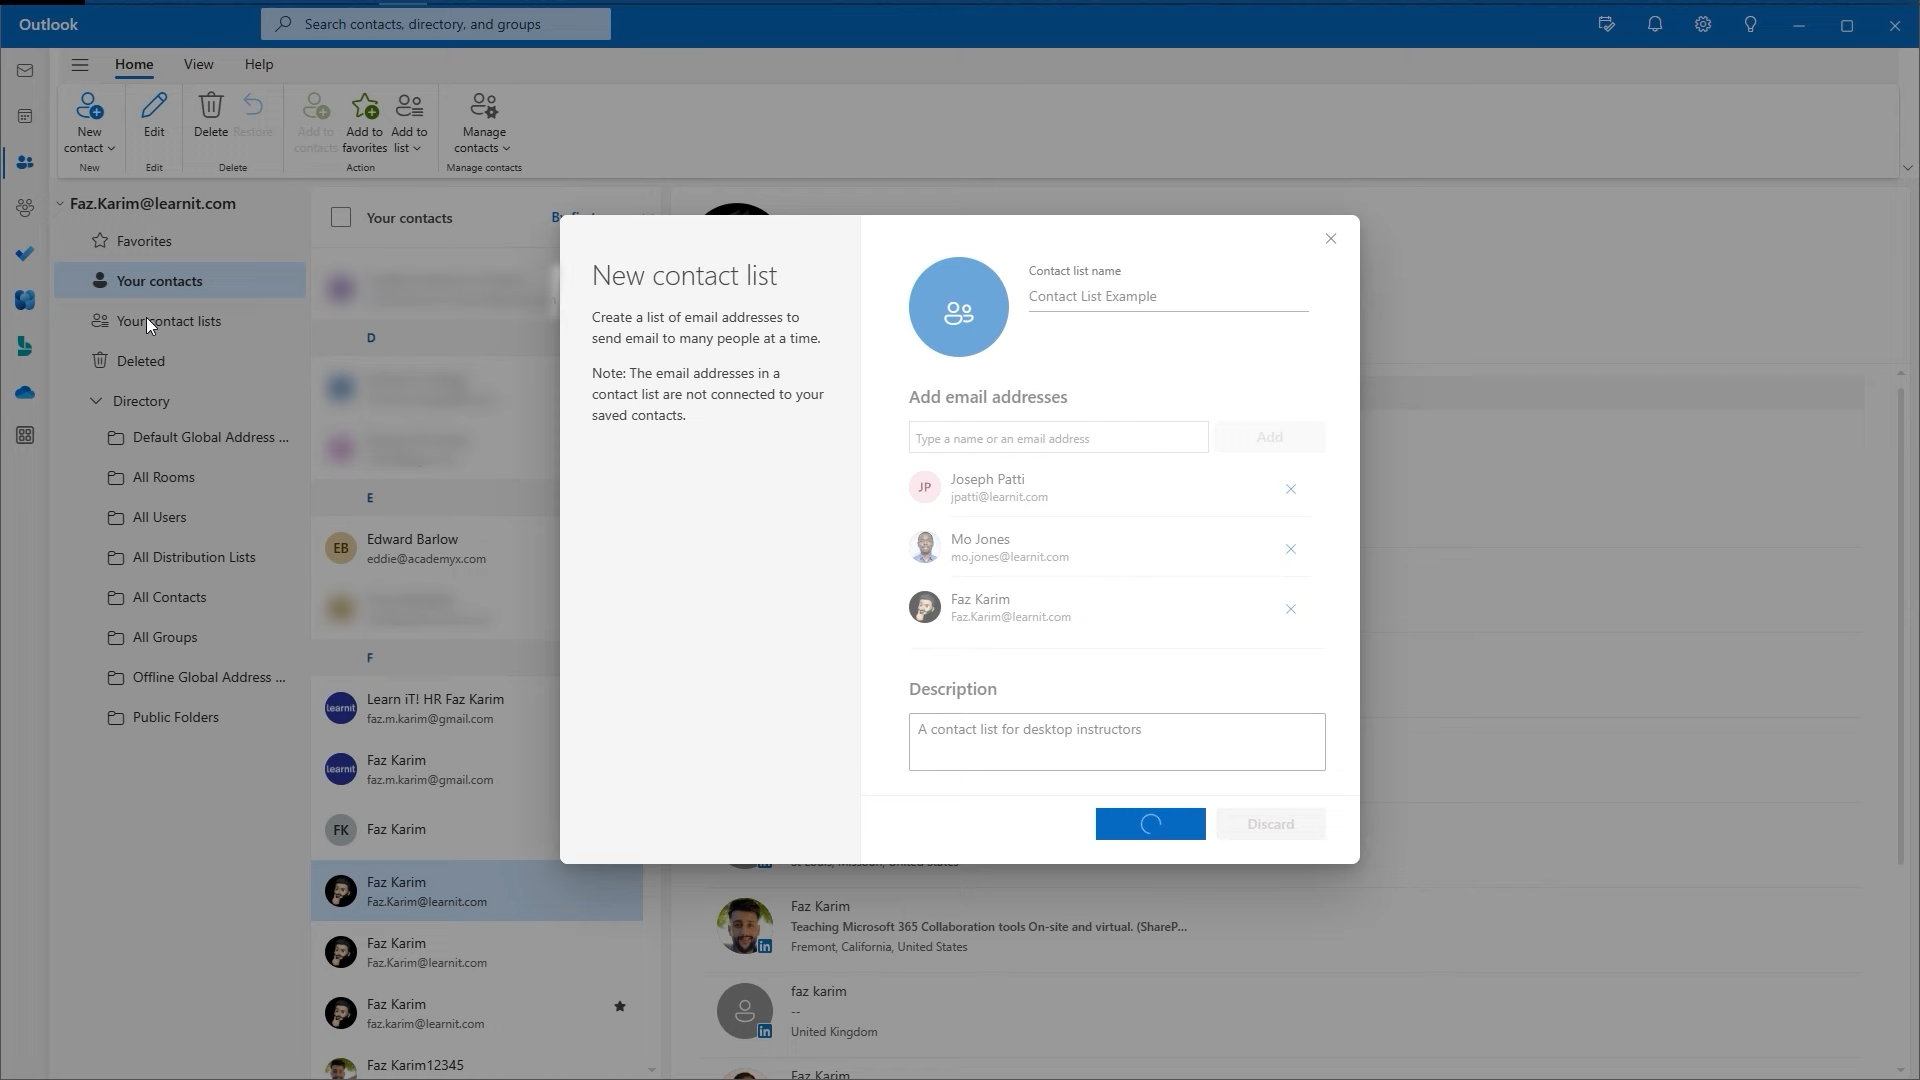 Outlook
Search contacts, directory, and groups
Home
View
Help
New contact
Edit
Delete
Restore
Add to contacts
Add to favorites
Add to list
Manage contacts
New
Edit
Delete
Action
Manage contacts
Faz.Karim@learnit.com
Favorites
Your contacts
Your contact lists
Deleted
Directory
Default Global Address ...
All Rooms
All Users
All Distribution Lists
All Contacts
All Groups
Offline Global Address ...
Public Folders
Your contacts
D
E
EB
Edward Barlow
eddie@academyx.com
F
learnit
Learn iT! HR Faz Karim
faz.m.karim@gmail.com
learnit
Faz Karim
faz.m.karim@gmail.com
FK
Faz Karim
Faz Karim
Faz.Karim@learnit.com
Faz Karim
Faz.Karim@learnit.com
Faz Karim
faz.karim@learnit.com
Faz Karim12345
New contact list
Create a list of email addresses to
send email to many people at a time.
Note: The email addresses in a
contact list are not connected to your
saved contacts.
Contact list name
Contact List Example
Add email addresses
Type a name or an email address
Add
JP
Joseph Patti
jpatti@learnit.com
Mo Jones
mo.jones@learnit.com
Faz Karim
Faz.Karim@learnit.com
Description
A contact list for desktop instructors
Discard
St Louis, Missouri, United States
in
Faz Karim
Teaching Microsoft 365 Collaboration tools On-site and virtual. (ShareP...
Fremont, California, United States
in
faz karim
--
United Kingdom
in
Faz Karim